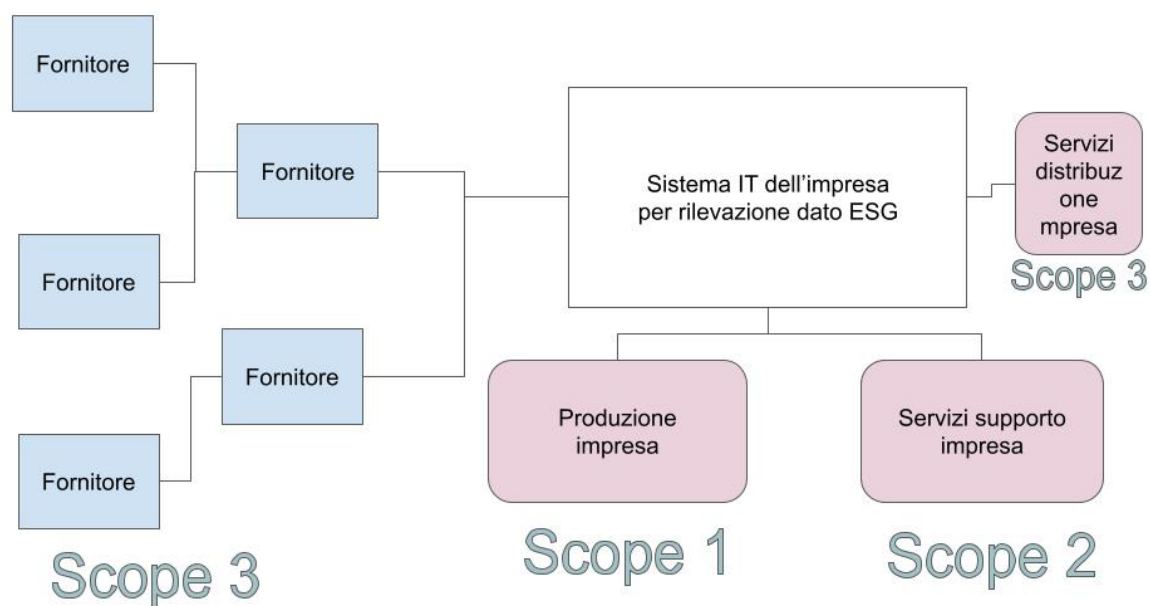 Fornitore
Fornitore
Fornitore
Fornitore
Fornitore
Scope 3
Sistema IT dell'impresa
per rilevazione dato ESG
Produzione
impresa
Scope 1
Servizi supporto
impresa
Scope 2
Servizi
distribuz
one
mpresa
Scope 3